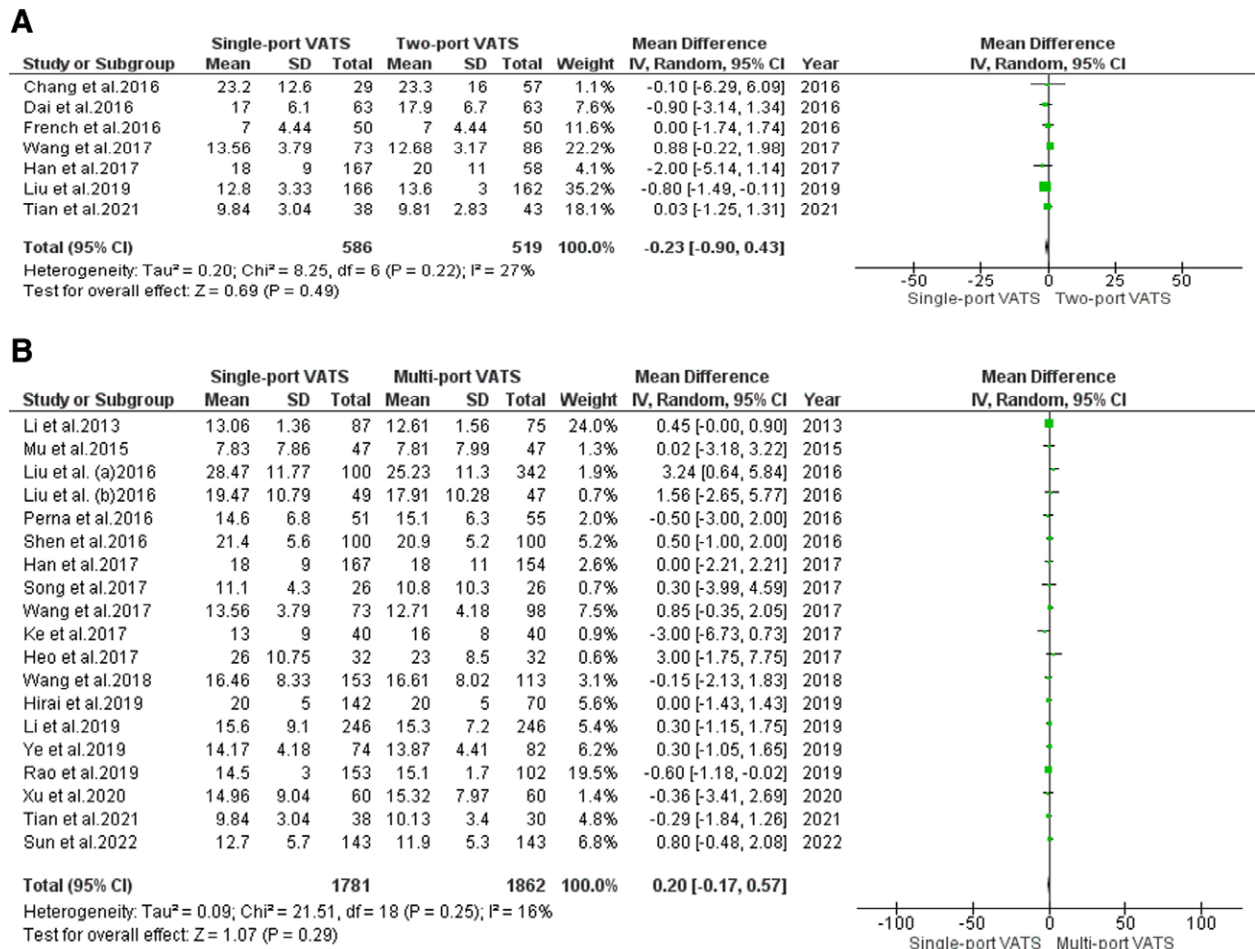 A
Single-port VATS Two-port VATS Mean Difference Mean Difference
Study or Subgroup Mean SD Total Mean SD Total Weight IV, Random, 95% CI Year IV, Random, 95% CI
Chang et al.2016 23.2 12.6 29 23.3 16 57 1.1% -0.10 [-6.29, 6.09] 2016
Dai et al.2016 17 6.1 63 17.9 6.7 63 7.6% -0.90 [-3.14, 1.34] 2016
French et al.2016 7 4.44 50 7 4.44 50 11.6% 0.00 [-1.74, 1.74] 2016
Wang et al.2017 13.56 3.79 73 12.68 3.17 86 22.2% 0.88 [-0.22, 1.98] 2017
Han et al.2017 18 9 167 20 11 58 4.1% -2.00 [-5.14, 1.14] 2017
Liu et al.2019 12.8 3.33 166 13.6 3 162 35.2% -0.80 [-1.49, -0.11] 2019
Tian et al.2021 9.84 3.04 38 9.81 2.83 43 18.1% 0.03 [-1.25, 1.31] 2021
Total (95% CI) 586 519 100.0% -0.23 [-0.90, 0.43]
Heterogeneity: Tau² = 0.20; Chi² = 8.25, df = 6 (P = 0.22); I² = 27%
Test for overall effect: Z = 0.69 (P = 0.49)
-50 -25 0 25 50
Single-port VATS Two-port VATS
B
Single-port VATS Multi-port VATS Mean Difference Mean Difference
Study or Subgroup Mean SD Total Mean SD Total Weight IV, Random, 95% CI Year IV, Random, 95% CI
Li et al.2013 13.06 1.36 87 12.61 1.56 75 24.0% 0.45 [-0.00, 0.90] 2013
Mu et al.2015 7.83 7.86 47 7.81 7.99 47 1.3% 0.02 [-3.18, 3.22] 2015
Liu et al. (a)2016 28.47 11.77 100 25.23 11.3 342 1.9% 3.24 [0.64, 5.84] 2016
Liu et al. (b)2016 19.47 10.79 49 17.91 10.28 47 0.7% 1.56 [-2.65, 5.77] 2016
Perna et al.2016 14.6 6.8 51 15.1 6.3 55 2.0% -0.50 [-3.00, 2.00] 2016
Shen et al.2016 21.4 5.6 100 20.9 5.2 100 5.2% 0.50 [-1.00, 2.00] 2016
Han et al.2017 18 9 167 18 11 154 2.6% 0.00 [-2.21, 2.21] 2017
Song et al.2017 11.1 4.3 26 10.8 10.3 26 0.7% 0.30 [-3.99, 4.59] 2017
Wang et al.2017 13.56 3.79 73 12.71 4.18 98 7.5% 0.85 [-0.35, 2.05] 2017
Ke et al.2017 13 9 40 16 8 40 0.9% -3.00 [-6.73, 0.73] 2017
Heo et al.2017 26 10.75 32 23 8.5 32 0.6% 3.00 [-1.75, 7.75] 2017
Wang et al.2018 16.46 8.33 153 16.61 8.02 113 3.1% -0.15 [-2.13, 1.83] 2018
Hirai et al.2019 20 5 142 20 5 70 5.6% 0.00 [-1.43, 1.43] 2019
Li et al.2019 15.6 9.1 246 15.3 7.2 246 5.4% 0.30 [-1.15, 1.75] 2019
Ye et al.2019 14.17 4.18 74 13.87 4.41 82 6.2% 0.30 [-1.05, 1.65] 2019
Rao et al.2019 14.5 3 153 15.1 1.7 102 19.5% -0.60 [-1.18, -0.02] 2019
Xu et al.2020 14.96 9.04 60 15.32 7.97 60 1.4% -0.36 [-3.41, 2.69] 2020
Tian et al.2021 9.84 3.04 38 10.13 3.4 30 4.8% -0.29 [-1.84, 1.26] 2021
Sun et al.2022 12.7 5.7 143 11.9 5.3 143 6.8% 0.80 [-0.48, 2.08] 2022
Total (95% CI) 1781 1862 100.0% 0.20 [-0.17, 0.57]
Heterogeneity: Tau² = 0.09; Chi² = 21.51, df = 18 (P = 0.25); I² = 16%
Test for overall effect: Z = 1.07 (P = 0.29)
-100 -50 0 50 100
Single-port VATS Multi-port VATS